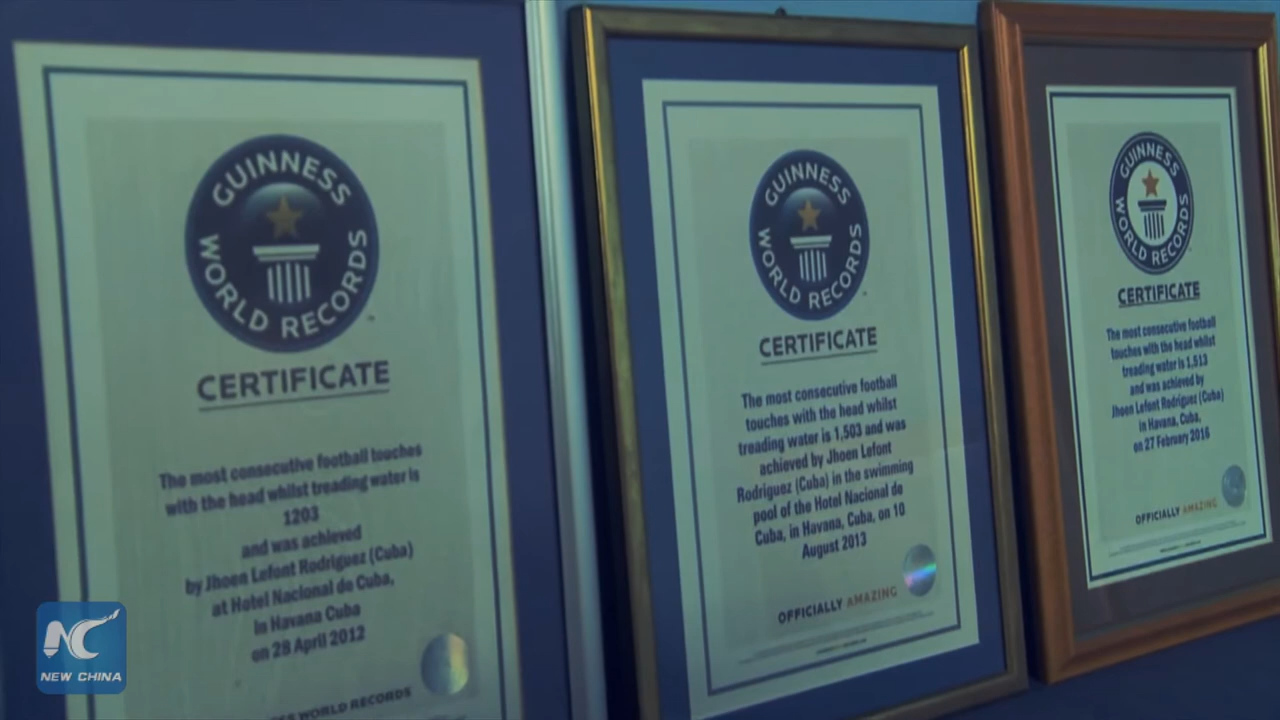 GUINNESS
WORLD RECORDS
CERTIFICATE
The most consecutive football touches
with the head whilst treading water is
1203
and was achieved
by Jhoen Lefont Rodriguez (Cuba)
at Hotel Nacional de Cuba,
in Havana Cuba
on 28 April 2012
WORLD RECORDS
GUINNESS
WORLD RECORDS
CERTIFICATE
The most consecutive football
touches with the head whilst
treading water is 1,503 and was
achieved by Jhoen Lefont
Rodriguez (Cuba) in the swimming
pool of the Hotel Nacional de
Cuba, in Havana, Cuba, on 10
August 2013
OFFICIALLY AMAZING
GUINNESS
WORLD RECORDS
CERTIFICATE
The most consecutive football
touches with the head whilst
treading water is 1,513
and was achieved by
Jhoen Lefont Rodríguez (Cuba)
in Havana, Cuba,
on 27 February 2016
OFFICIALLY AMAZING
NEW CHINA